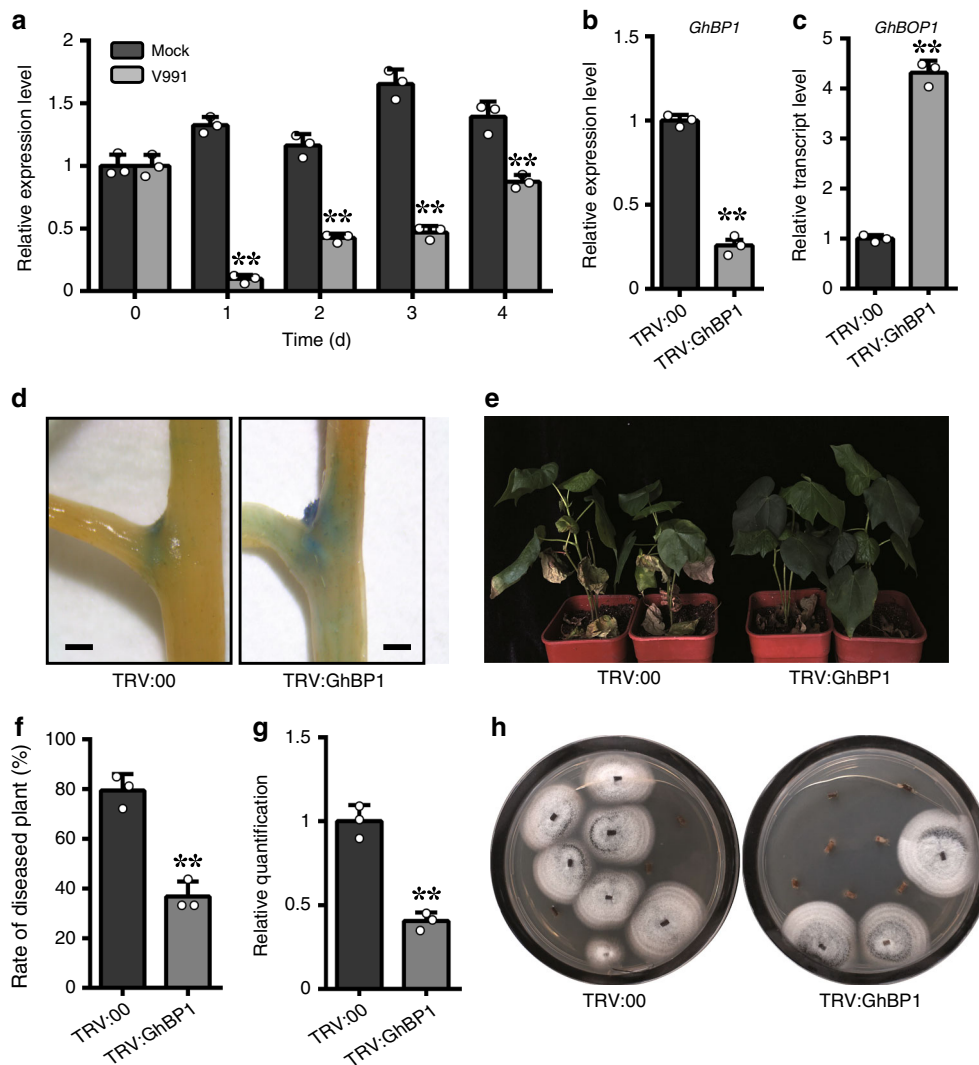 a
Relative expression level
2
1.5
1
0.5
0
Mock
V991
**
**
**
**
0 1 2 3 4
Time (d)
b
GhBP1
Relative expression level
1.5
1
0.5
0
**
TRV:00
TRV:GhBP1
c
GhBOP1
Relative transcript level
5
4
3
2
1
0
**
TRV:00
TRV:GhBP1
d
TRV:00 TRV:GhBP1
e
TRV:00 TRV:GhBP1
f
Rate of diseased plant (%)
100
80
60
40
20
0
**
TRV:00
TRV:GhBP1
g
Relative quantification
1.5
1
0.5
0
**
TRV:00
TRV:GhBP1
h
TRV:00 TRV:GhBP1